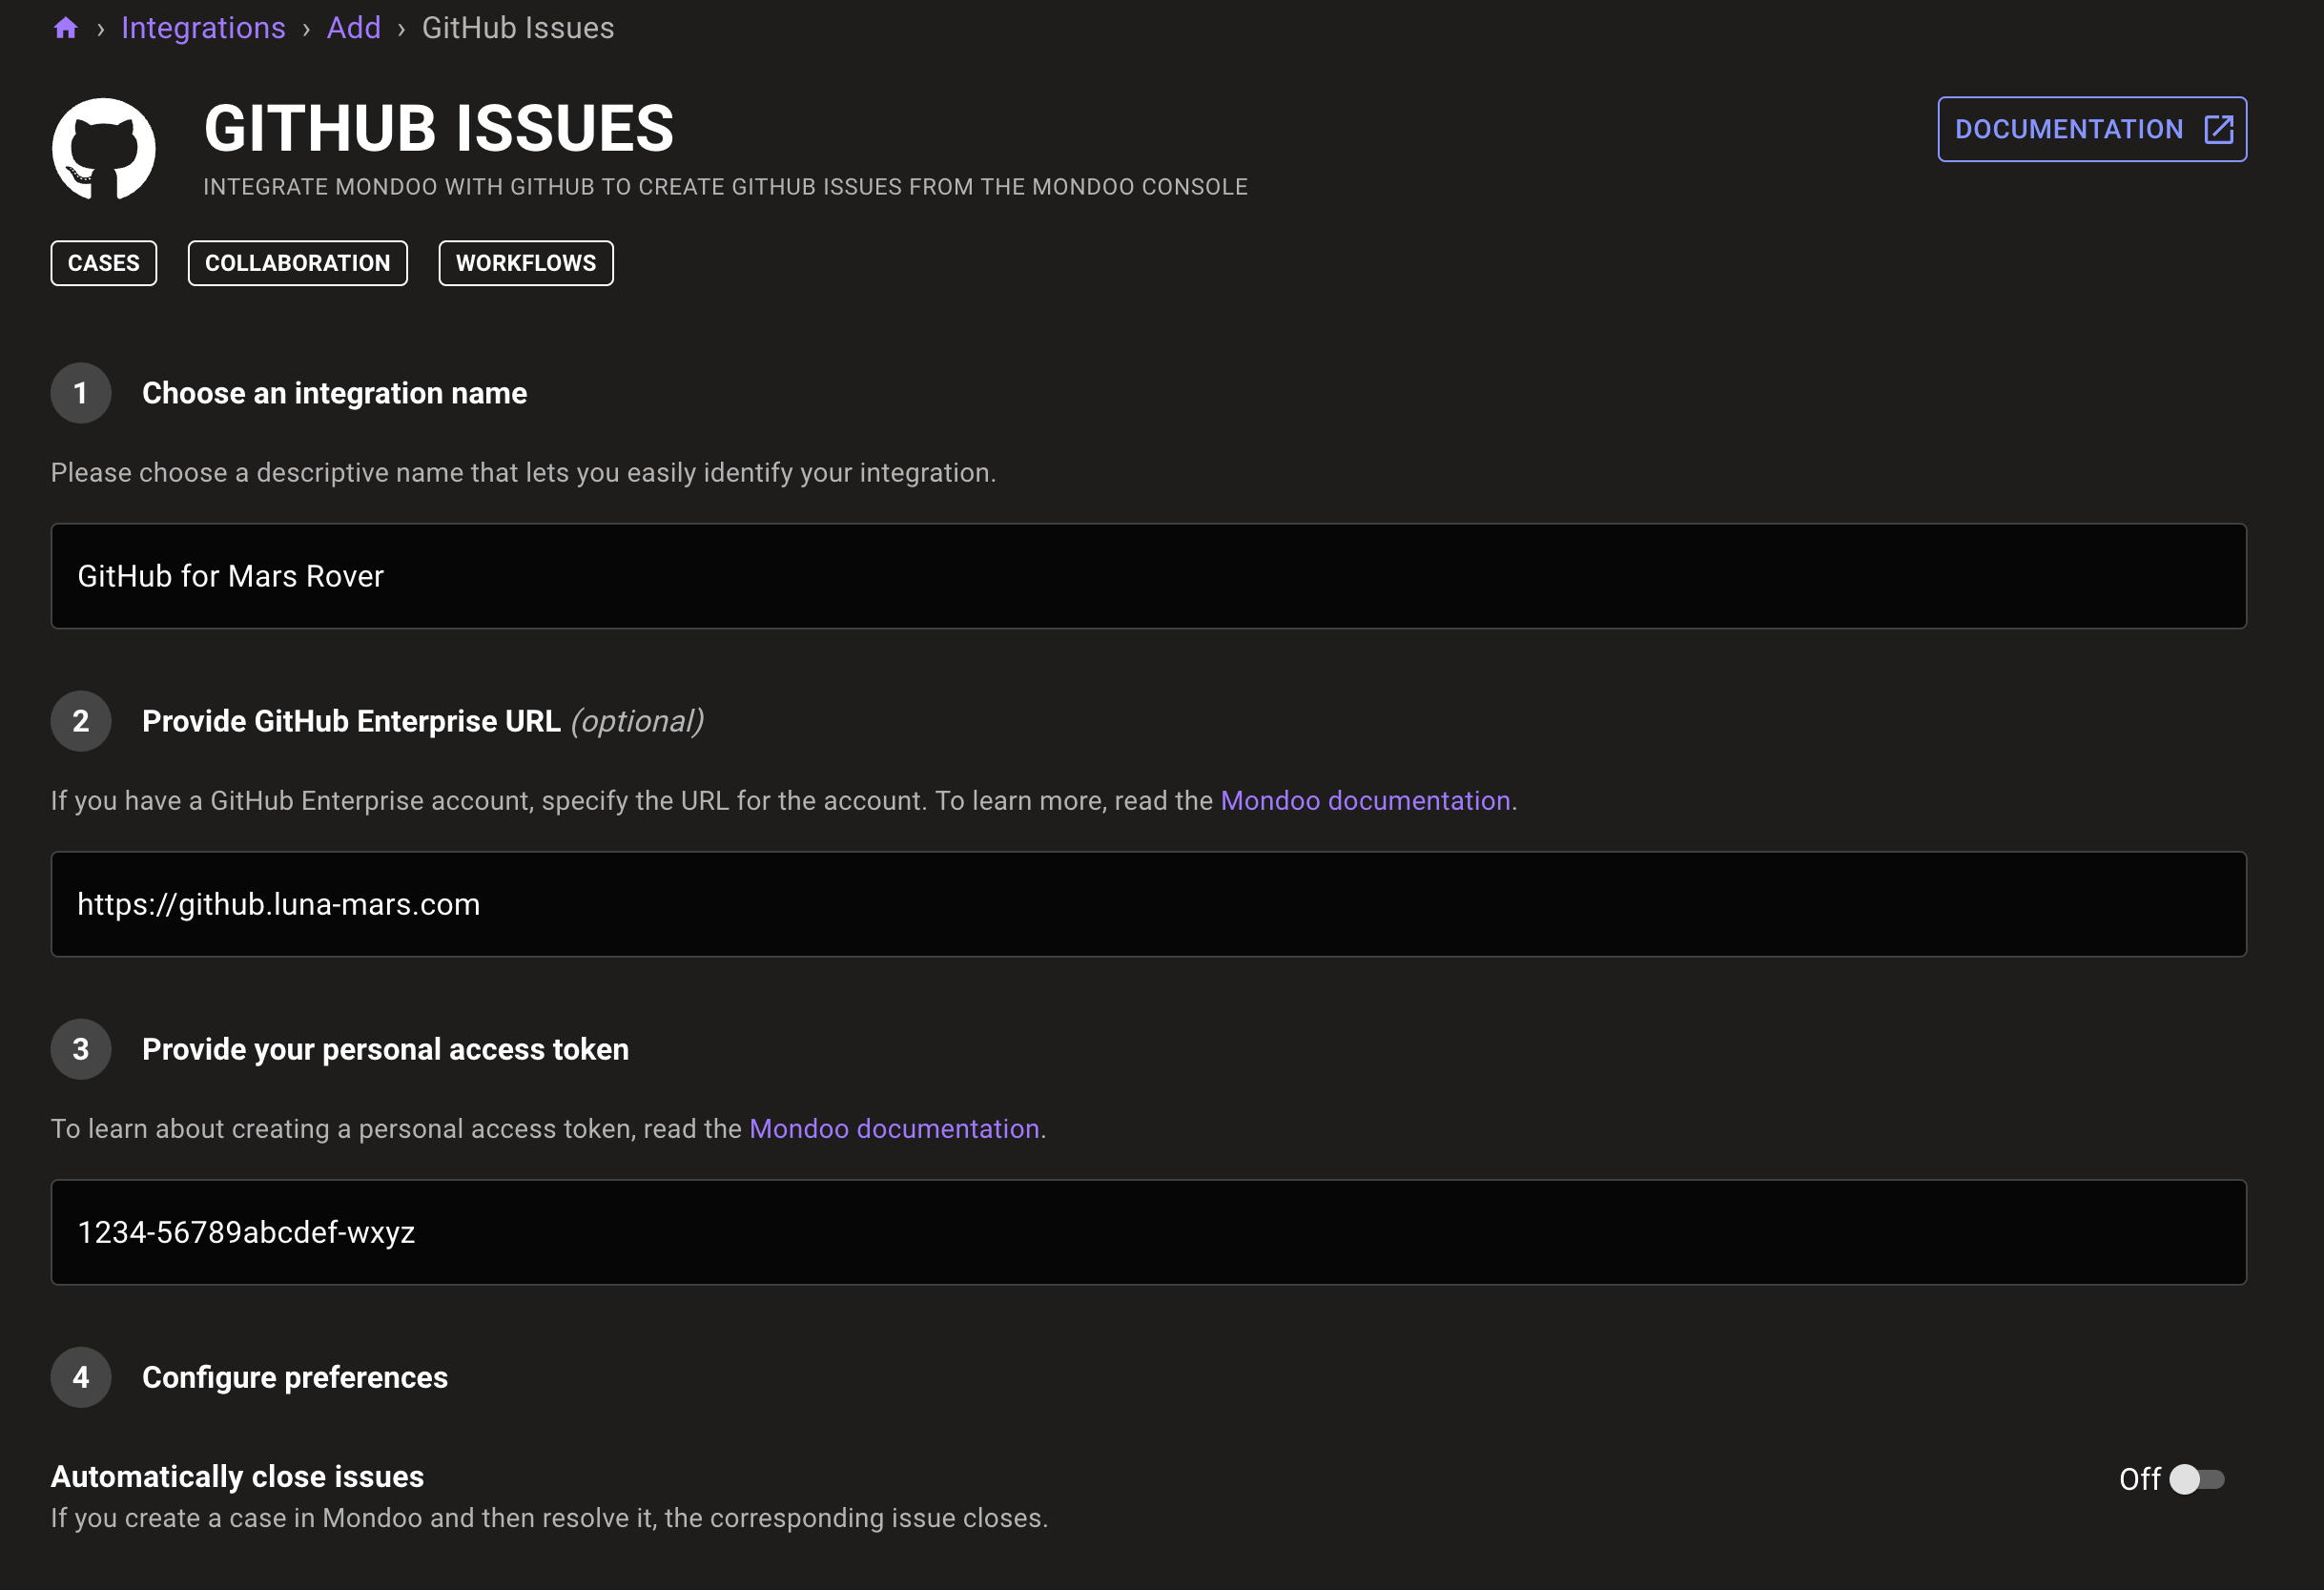 › Integrations › Add › GitHub Issues
GITHUB ISSUES
INTEGRATE MONDOO WITH GITHUB TO CREATE GITHUB ISSUES FROM THE MONDOO CONSOLE
DOCUMENTATION
CASES COLLABORATION WORKFLOWS
1 Choose an integration name
Please choose a descriptive name that lets you easily identify your integration.
GitHub for Mars Rover
2 Provide GitHub Enterprise URL (optional)
If you have a GitHub Enterprise account, specify the URL for the account. To learn more, read the Mondoo documentation.
https://github.luna-mars.com
3 Provide your personal access token
To learn about creating a personal access token, read the Mondoo documentation.
1234-56789abcdef-wxyz
4 Configure preferences
Automatically close issues
Off
If you create a case in Mondoo and then resolve it, the corresponding issue closes.